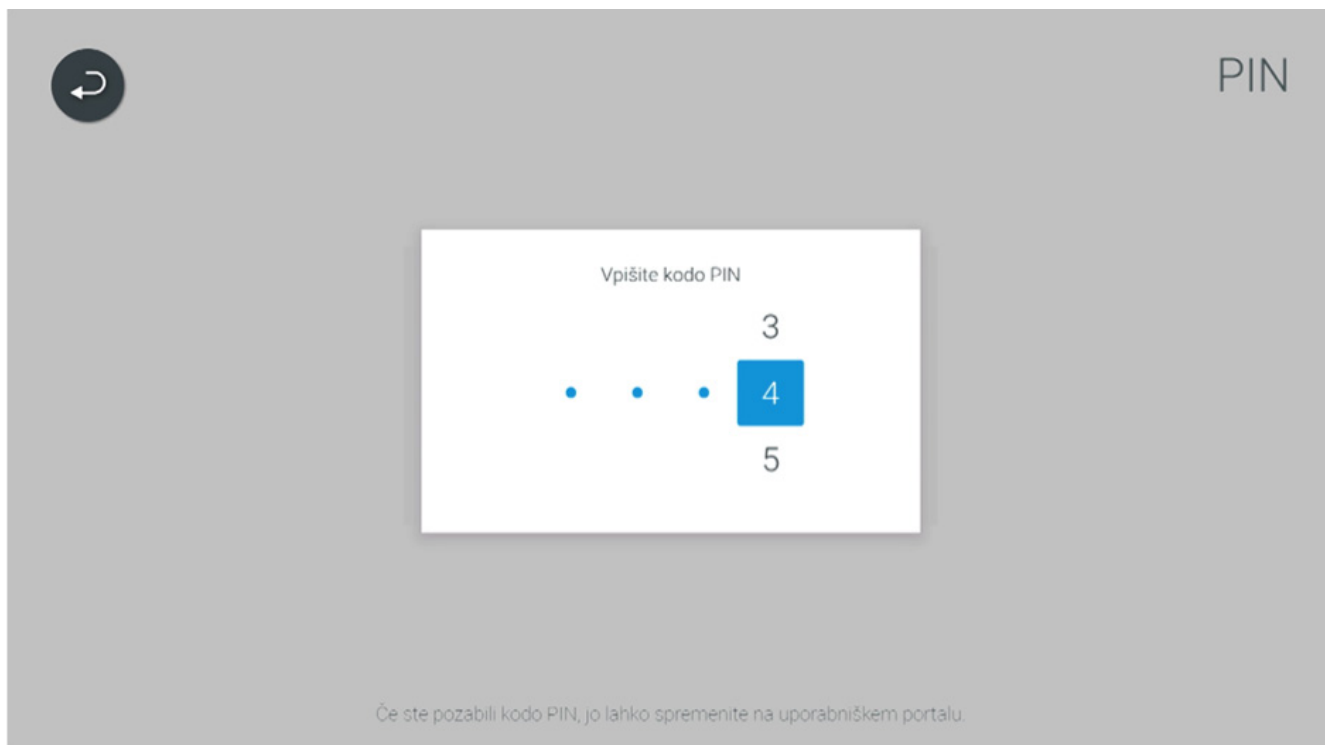 PIN
Vpišite kodo PIN
3
4
5
Če ste pozabili kodo PIN, jo lahko spremenite na uporabniškem portalu.